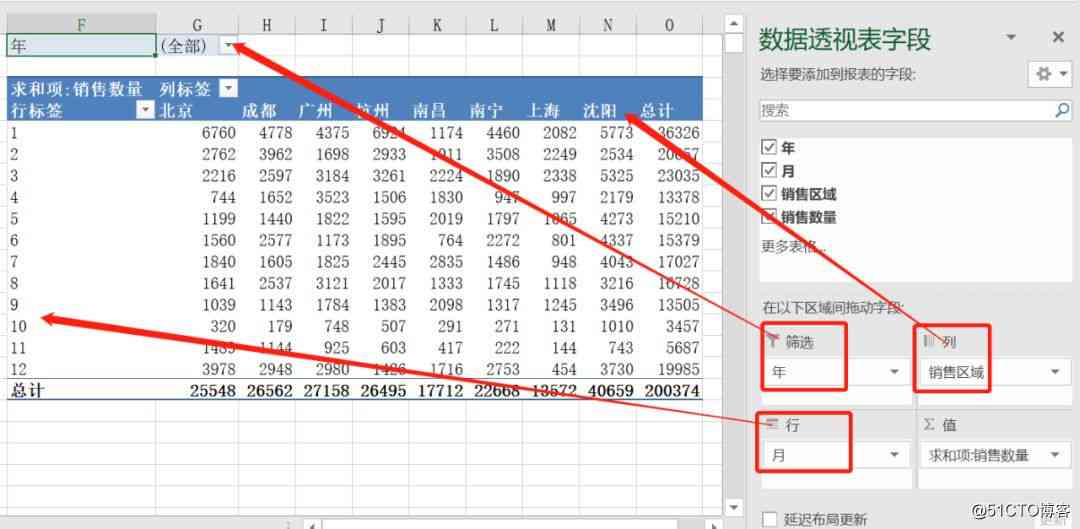 F G H I J K L M N O
年 (全部)
求和项:销售数量 列标签
行标签 北京 成都 广州 杭州 南昌 南宁 上海 沈阳 总计
1 6760 4778 4375 6924 1174 4460 2082 5773 36326
2 2762 3962 1698 2933 1011 3508 2249 2534 20657
3 2216 2597 3184 3261 2224 1890 2338 5325 23035
4 744 1652 3523 1506 1830 947 997 2179 13378
5 1199 1440 1822 1595 2019 1797 1065 4273 15210
6 1560 2577 1173 1895 764 2272 801 4337 15379
7 1840 1605 1825 2445 2835 1486 948 4043 17027
8 1641 2537 3121 2017 1333 1745 1118 3216 16728
9 1039 1143 1784 1383 2098 1317 1245 3496 13505
10 320 179 748 507 291 271 131 1010 3457
11 1489 1144 925 603 417 222 144 743 5687
12 3978 2948 2980 1426 1716 2753 454 3730 19985
总计 25548 26562 27158 26495 17712 22668 13572 40659 200374
数据透视表字段
选择要添加到报表的字段:
搜索
年
月
销售区域
销售数量
更多表格...
在以下区域间拖动字段:
筛选
年
列
销售区域
行
月
Σ 值
求和项:销售数量
延迟布局更新
@51CTO博客